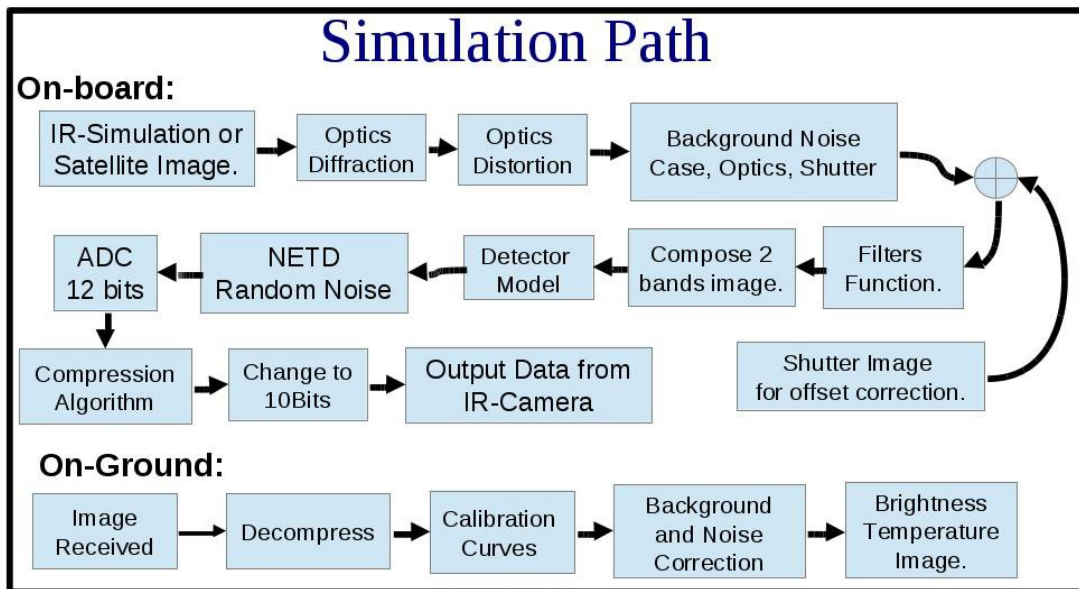 Simulation Path
On-board:
IR-Simulation or
Satellite Image.
Optics
Diffraction
Optics
Distortion
Background Noise
Case, Optics, Shutter
ADC
12 bits
NETD
Random Noise
Detector
Model
Compose 2
bands image.
Filters
Function.
Compression
Algorithm
Change to
10Bits
Output Data from
IR-Camera
Shutter Image
for offset correction.
On-Ground:
Image
Received
Decompress
Calibration
Curves
Background
and Noise
Correction
Brightness
Temperature
Image.